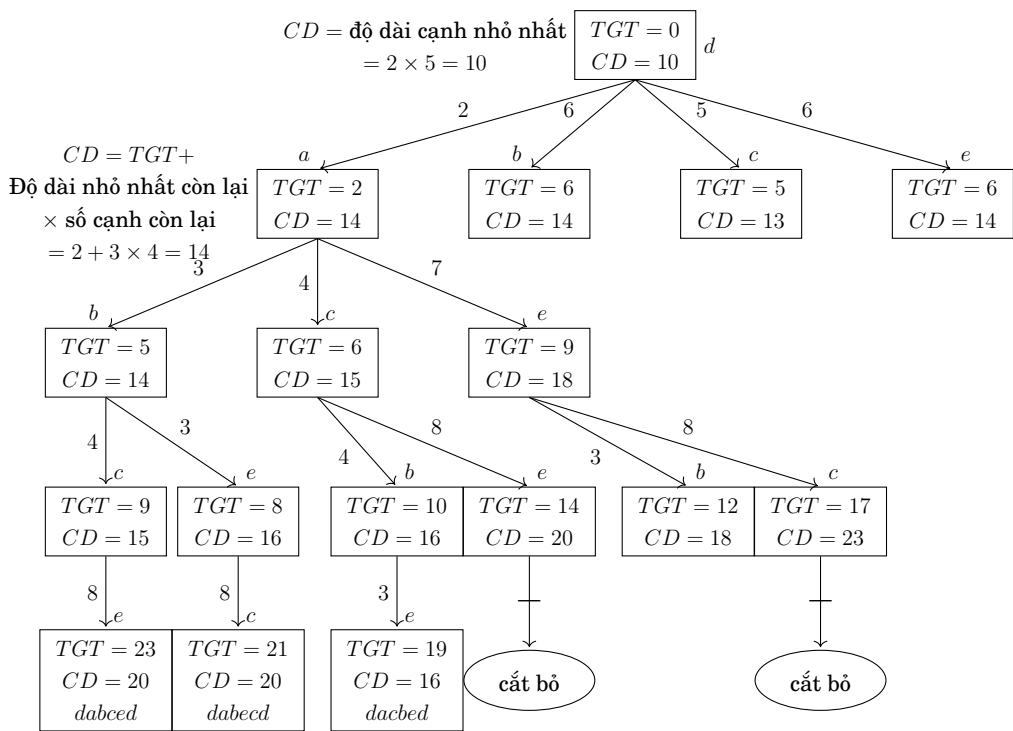 CD = độ dài cạnh nhỏ nhất
= 2 × 5 = 10
TGT = 0
CD = 10
d
2
6
5
6
CD = TGT+
Độ dài nhỏ nhất còn lại
× số cạnh còn lại
= 2 + 3 × 4 = 14
a
TGT = 2
CD = 14
b
TGT = 6
CD = 14
c
TGT = 5
CD = 13
e
TGT = 6
CD = 14
3
4
7
b
TGT = 5
CD = 14
c
TGT = 6
CD = 15
e
TGT = 9
CD = 18
4
3
4
8
3
8
c
TGT = 9
CD = 15
e
TGT = 8
CD = 16
b
TGT = 10
CD = 16
e
TGT = 14
CD = 20
b
TGT = 12
CD = 18
c
TGT = 17
CD = 23
8
8
3
e
TGT = 23
CD = 20
dabced
c
TGT = 21
CD = 20
dabecd
e
TGT = 19
CD = 16
dacbed
cắt bỏ
cắt bỏ